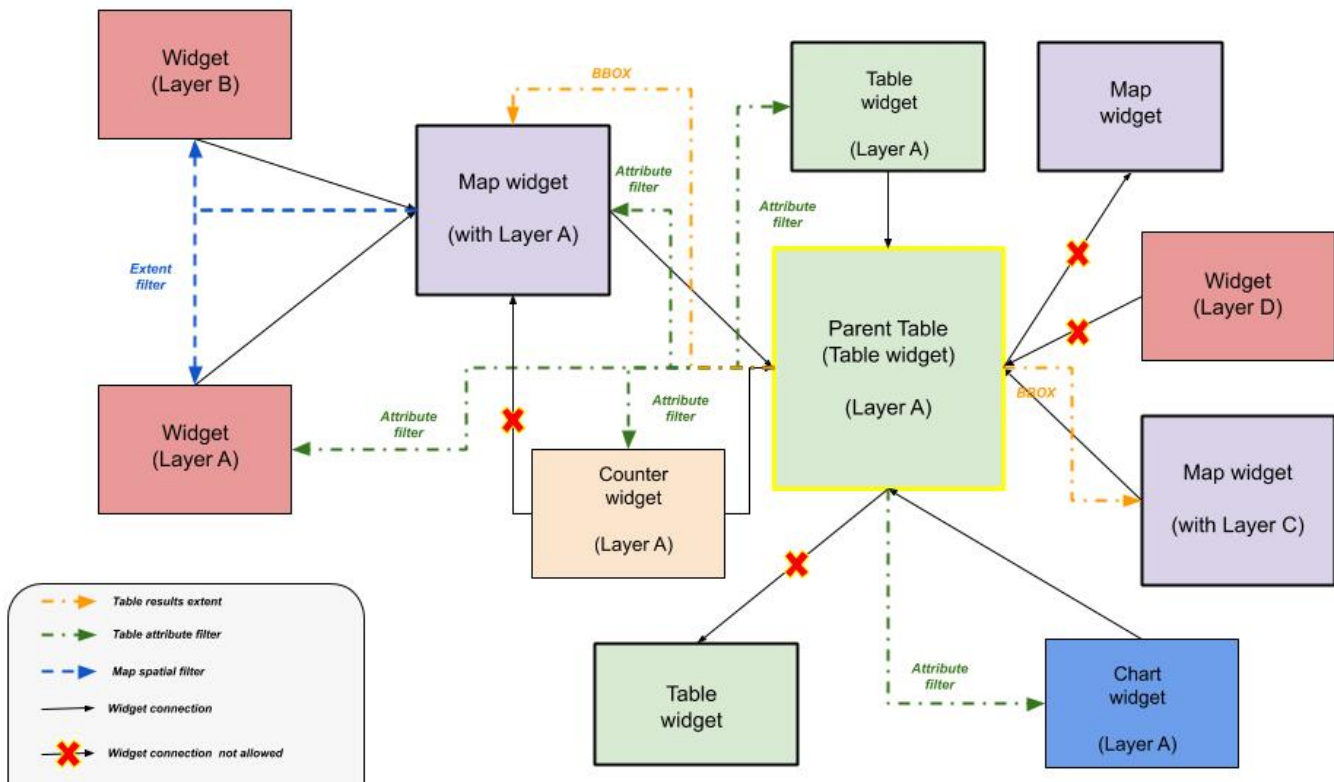 Widget
(Layer B)
BBOX
Table
widget
(Layer A)
Map
widget
Map widget
(with Layer A)
Attribute
filter
Attribute
filter
Extent
filter
Parent Table
(Table widget)
(Layer A)
Widget
(Layer D)
BBOX
Widget
(Layer A)
Attribute
filter
Attribute
filter
Counter
widget
(Layer A)
Map widget
(with Layer C)
Table results extent
Table attribute filter
Map spatial filter
Widget connection
Widget connection not allowed
Table
widget
Attribute
filter
Chart
widget
(Layer A)